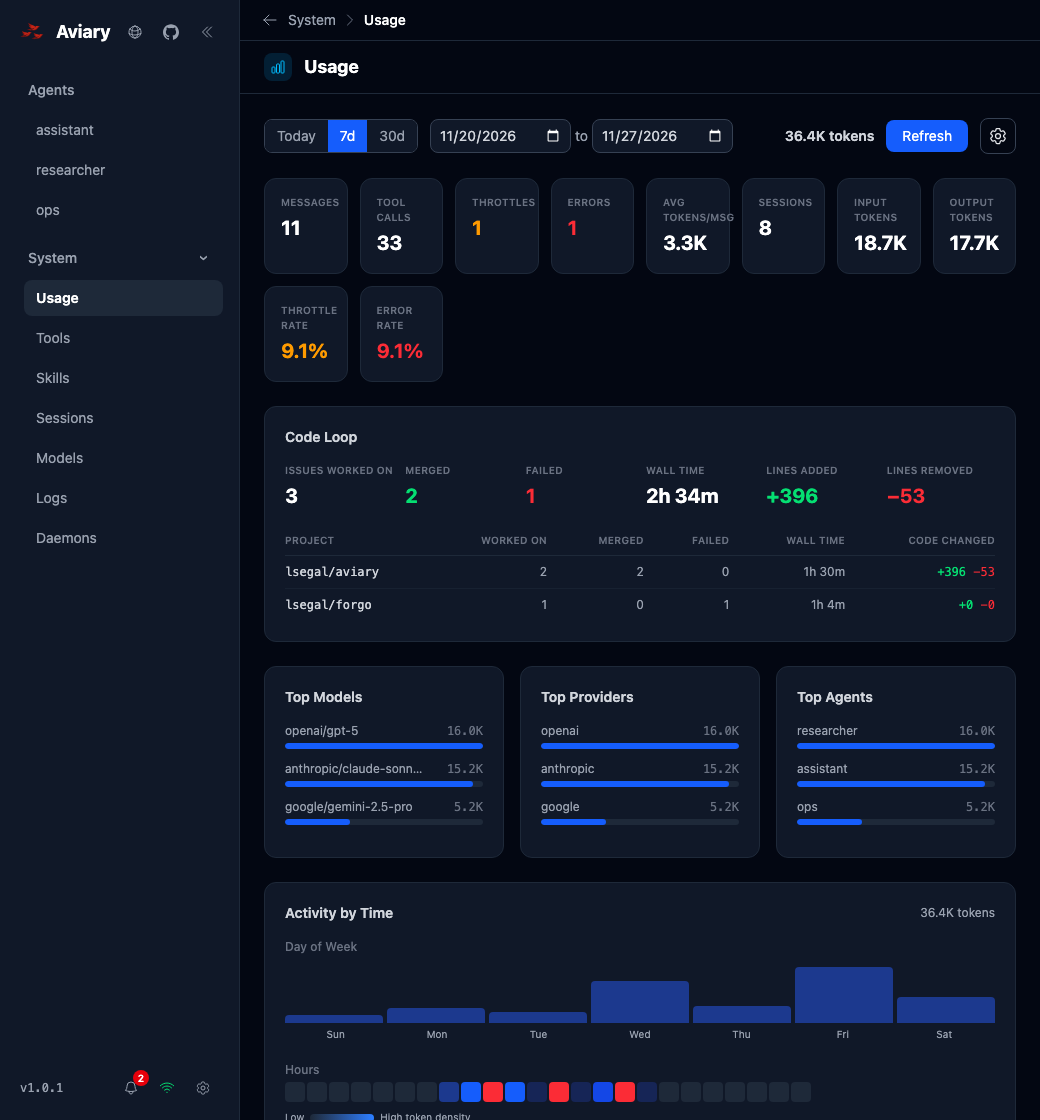 Aviary
System
Usage
Agents
assistant
researcher
ops
System
Usage
Tools
Skills
Sessions
Models
Logs
Daemons
v1.0.1
2
Usage
Today 7d 30d 11/20/2026 to 11/27/2026 36.4K tokens Refresh
MESSAGES
11
TOOL
CALLS
33
THROTTLES
1
ERRORS
1
AVG
TOKENS/MSG
3.3K
SESSIONS
8
INPUT
TOKENS
18.7K
OUTPUT
TOKENS
17.7K
THROTTLE
RATE
9.1%
ERROR
RATE
9.1%
Code Loop
ISSUES WORKED ON MERGED FAILED WALL TIME LINES ADDED LINES REMOVED
3 2 1 2h 34m +396 −53
PROJECT WORKED ON MERGED FAILED WALL TIME CODE CHANGED
lsegal/aviary 2 2 0 1h 30m +396 −53
lsegal/forgo 1 0 1 1h 4m +0 −0
Top Models
openai/gpt-5 16.0K
anthropic/claude-sonn... 15.2K
google/gemini-2.5-pro 5.2K
Top Providers
openai 16.0K
anthropic 15.2K
google 5.2K
Top Agents
researcher 16.0K
assistant 15.2K
ops 5.2K
Activity by Time 36.4K tokens
Day of Week
Sun Mon Tue Wed Thu Fri Sat
Hours
Low High token density